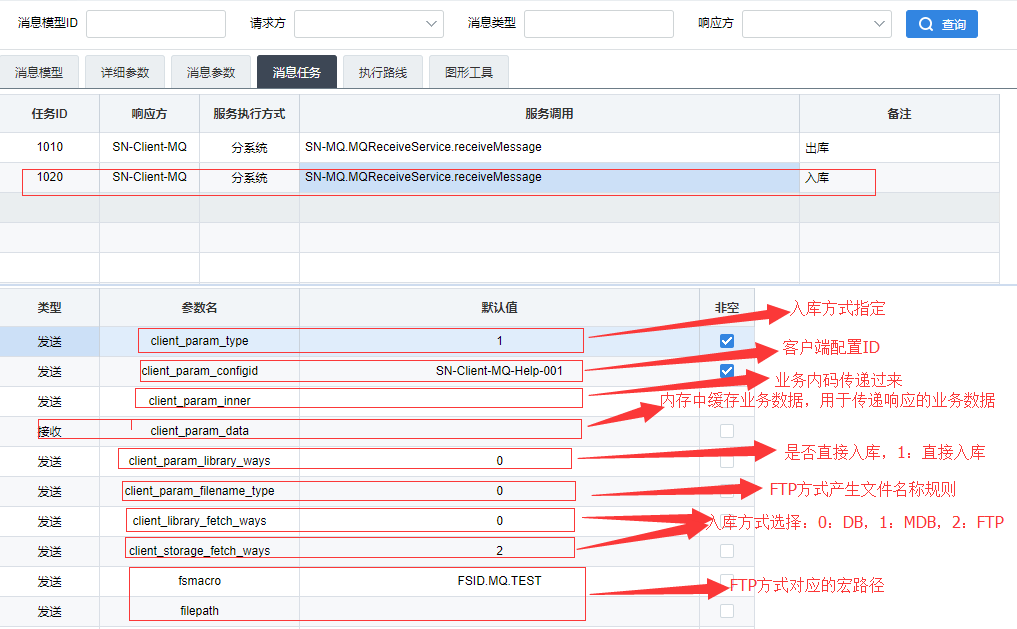 消息模型ID 请求方 消息类型 响应方 查询
消息模型 详细参数 消息参数 消息任务 执行路线 图形工具
任务ID 响应方 服务执行方式 服务调用 备注
1010 SN-Client-MQ 分系统 SN-MQ.MQReceiveService.receiveMessage 出库
1020 SN-Client-MQ 分系统 SN-MQ.MQReceiveService.receiveMessage 入库
类型 参数名 默认值 非空
入库方式指定
发送 client_param_type 1
客户端配置ID
发送 client_param_configid SN-Client-MQ-Help-001
业务内码传递过来
发送 client_param_inner
内存中缓存业务数据，用于传递响应的业务数据
接收 client_param_data
是否直接入库，1：直接入库
发送 client_param_library_ways 0
发送 client_param_filename_type 0
FTP方式产生文件名称规则
发送 client_library_fetch_ways 0
入库方式选择：0：DB，1：MDB，2：FTP
发送 client_storage_fetch_ways 2
发送 fsmacro FSID.MQ.TEST
FTP方式对应的宏路径
发送 filepath